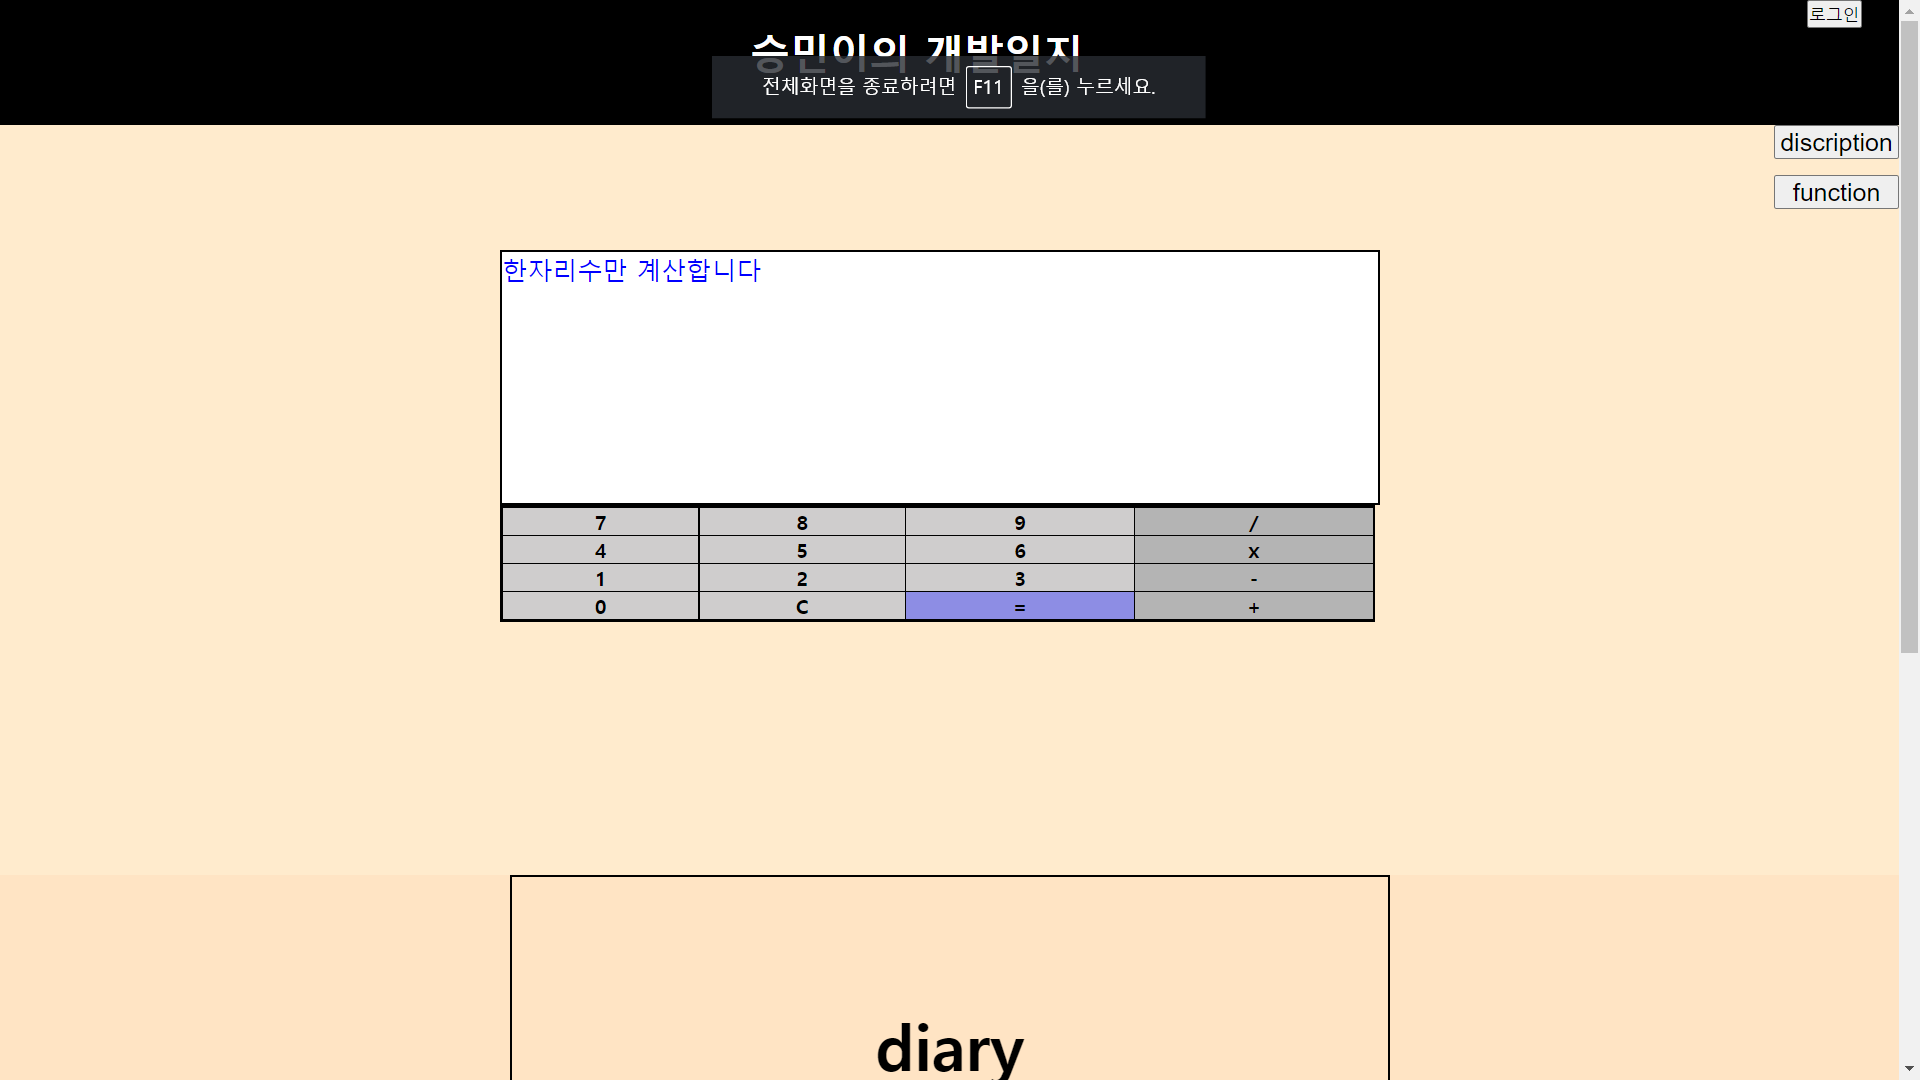 로그인
승민이의 개발일지
전체화면을 종료하려면 F11 을(를) 누르세요.
discription
function
한자리수만 계산합니다
7 8 9 /
4 5 6 x
1 2 3 -
0 C = +
diary